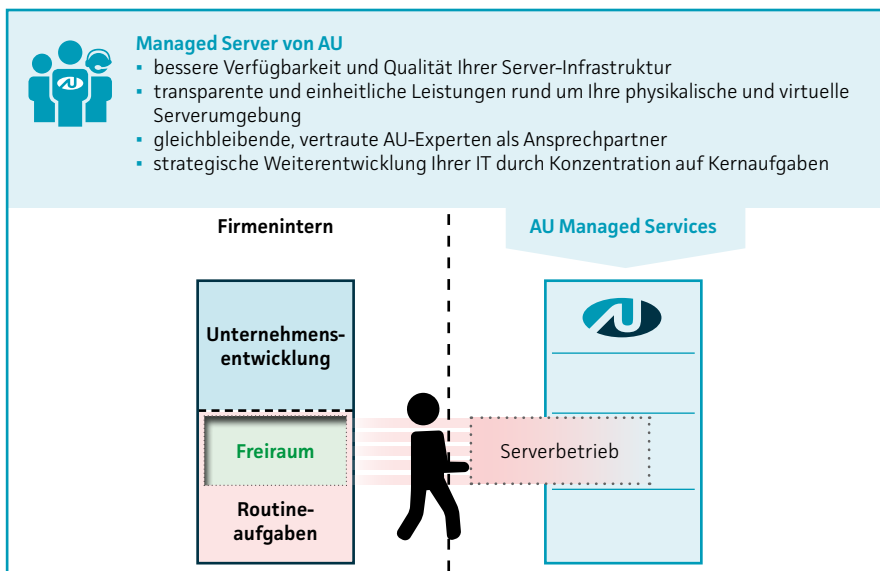 Managed Server von AU
▪ bessere Verfügbarkeit und Qualität Ihrer Server-Infrastruktur
▪ transparente und einheitliche Leistungen rund um Ihre physikalische und virtuelle
Serverumgebung
▪ gleichbleibende, vertraute AU-Experten als Ansprechpartner
▪ strategische Weiterentwicklung Ihrer IT durch Konzentration auf Kernaufgaben
Firmenintern
AU Managed Services
AU
Unternehmens-
entwicklung
Freiraum
Serverbetrieb
Routine-
aufgaben